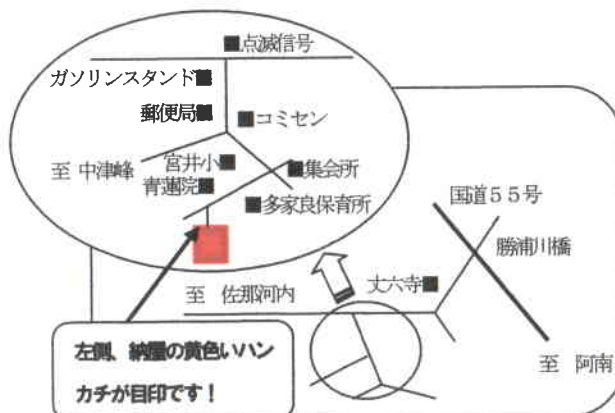 ■点滅信号
ガソリンスタンド■
郵便局■
■コミセン
至 中津峰
宮井小■
■集会所
青蓮院■
■多家良保育所
国道55号
勝浦川橋
丈六寺■
至 佐那河内
至 阿南
左側、納屋の黄色いハン
カチが目印です！